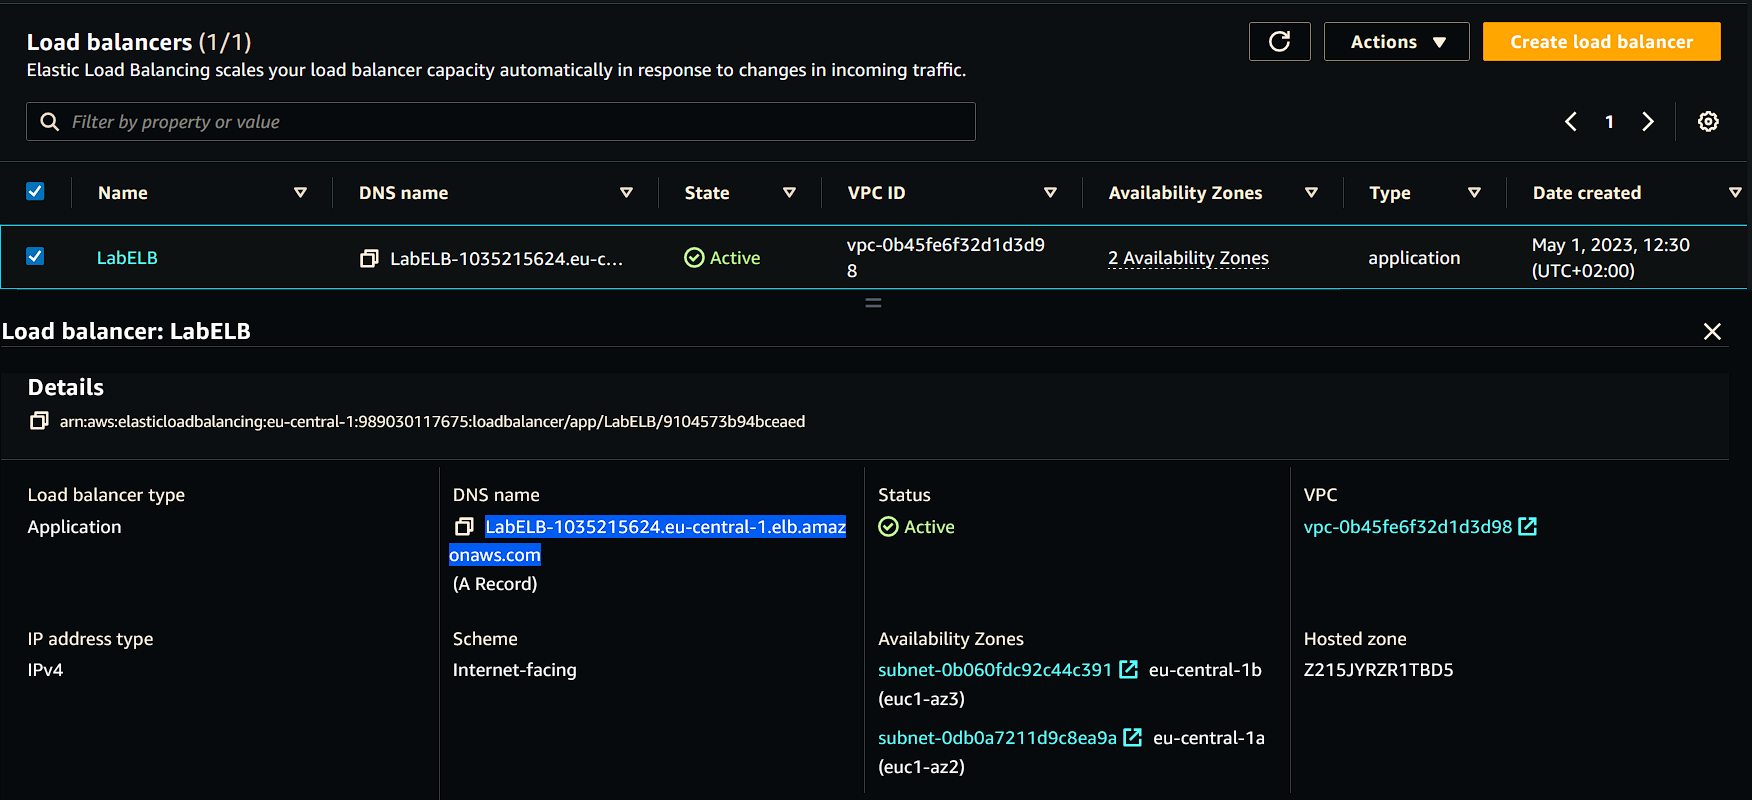 Load balancers (1/1)
Elastic Load Balancing scales your load balancer capacity automatically in response to changes in incoming traffic.
Actions
Create load balancer
Filter by property or value
1
Name DNS name State VPC ID Availability Zones Type Date created
LabELB LabELB-1035215624.eu-c... Active vpc-0b45fe6f32d1d3d9 2 Availability Zones application May 1, 2023, 12:30
8 (UTC+02:00)
Load balancer: LabELB
Details
arn:aws:elasticloadbalancing:eu-central-1:989030117675:loadbalancer/app/LabELB/9104573b94bceaed
Load balancer type
Application
DNS name
LabELB-1035215624.eu-central-1.elb.amaz
onaws.com
(A Record)
Status
Active
VPC
vpc-0b45fe6f32d1d3d98
IP address type
IPv4
Scheme
Internet-facing
Availability Zones
subnet-0b060fdc92c44c391 eu-central-1b
(euc1-az3)
subnet-0db0a7211d9c8ea9a eu-central-1a
(euc1-az2)
Hosted zone
Z215JYRZR1TBD5